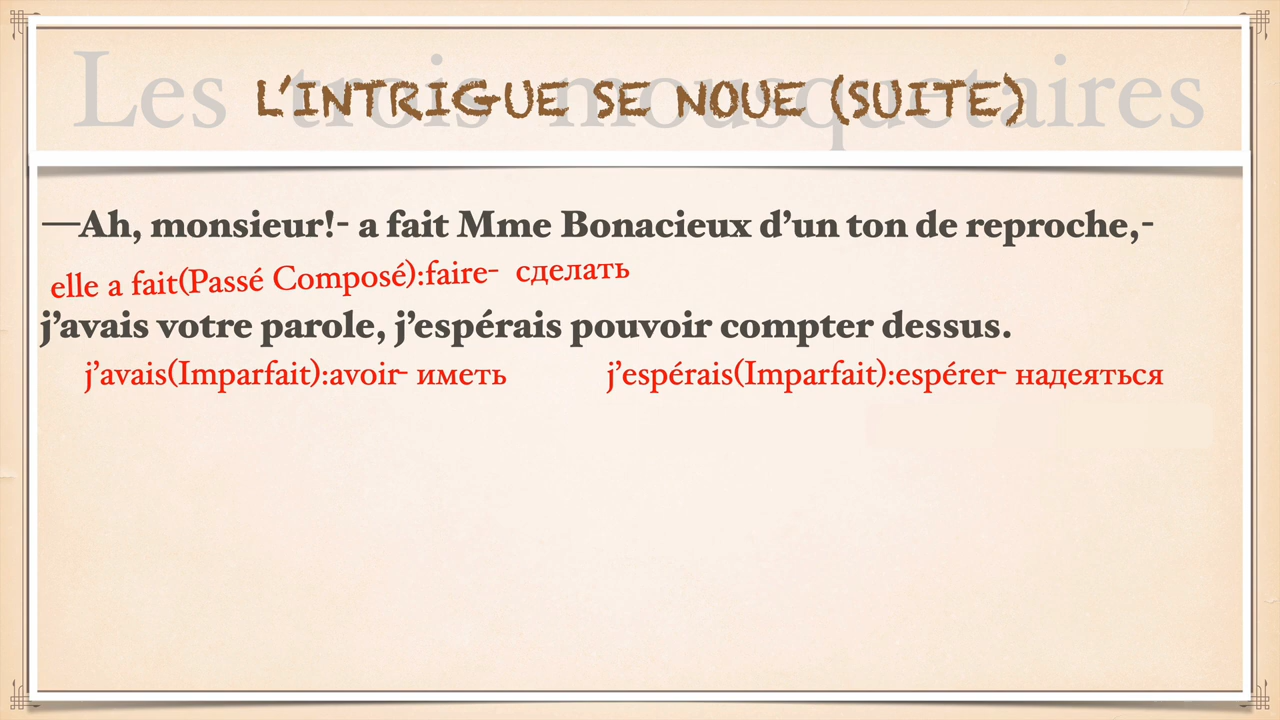 Les trois mousquetaires
L'INTRIGUE SE NOUE (SUITE)
—Ah, monsieur!- a fait Mme Bonacieux d'un ton de reproche,-
elle a fait(Passé Composé):faire- сделать
j'avais votre parole, j'espérais pouvoir compter dessus.
j'avais(Imparfait):avoir- иметь j'espérais(Imparfait):espérer- надеяться